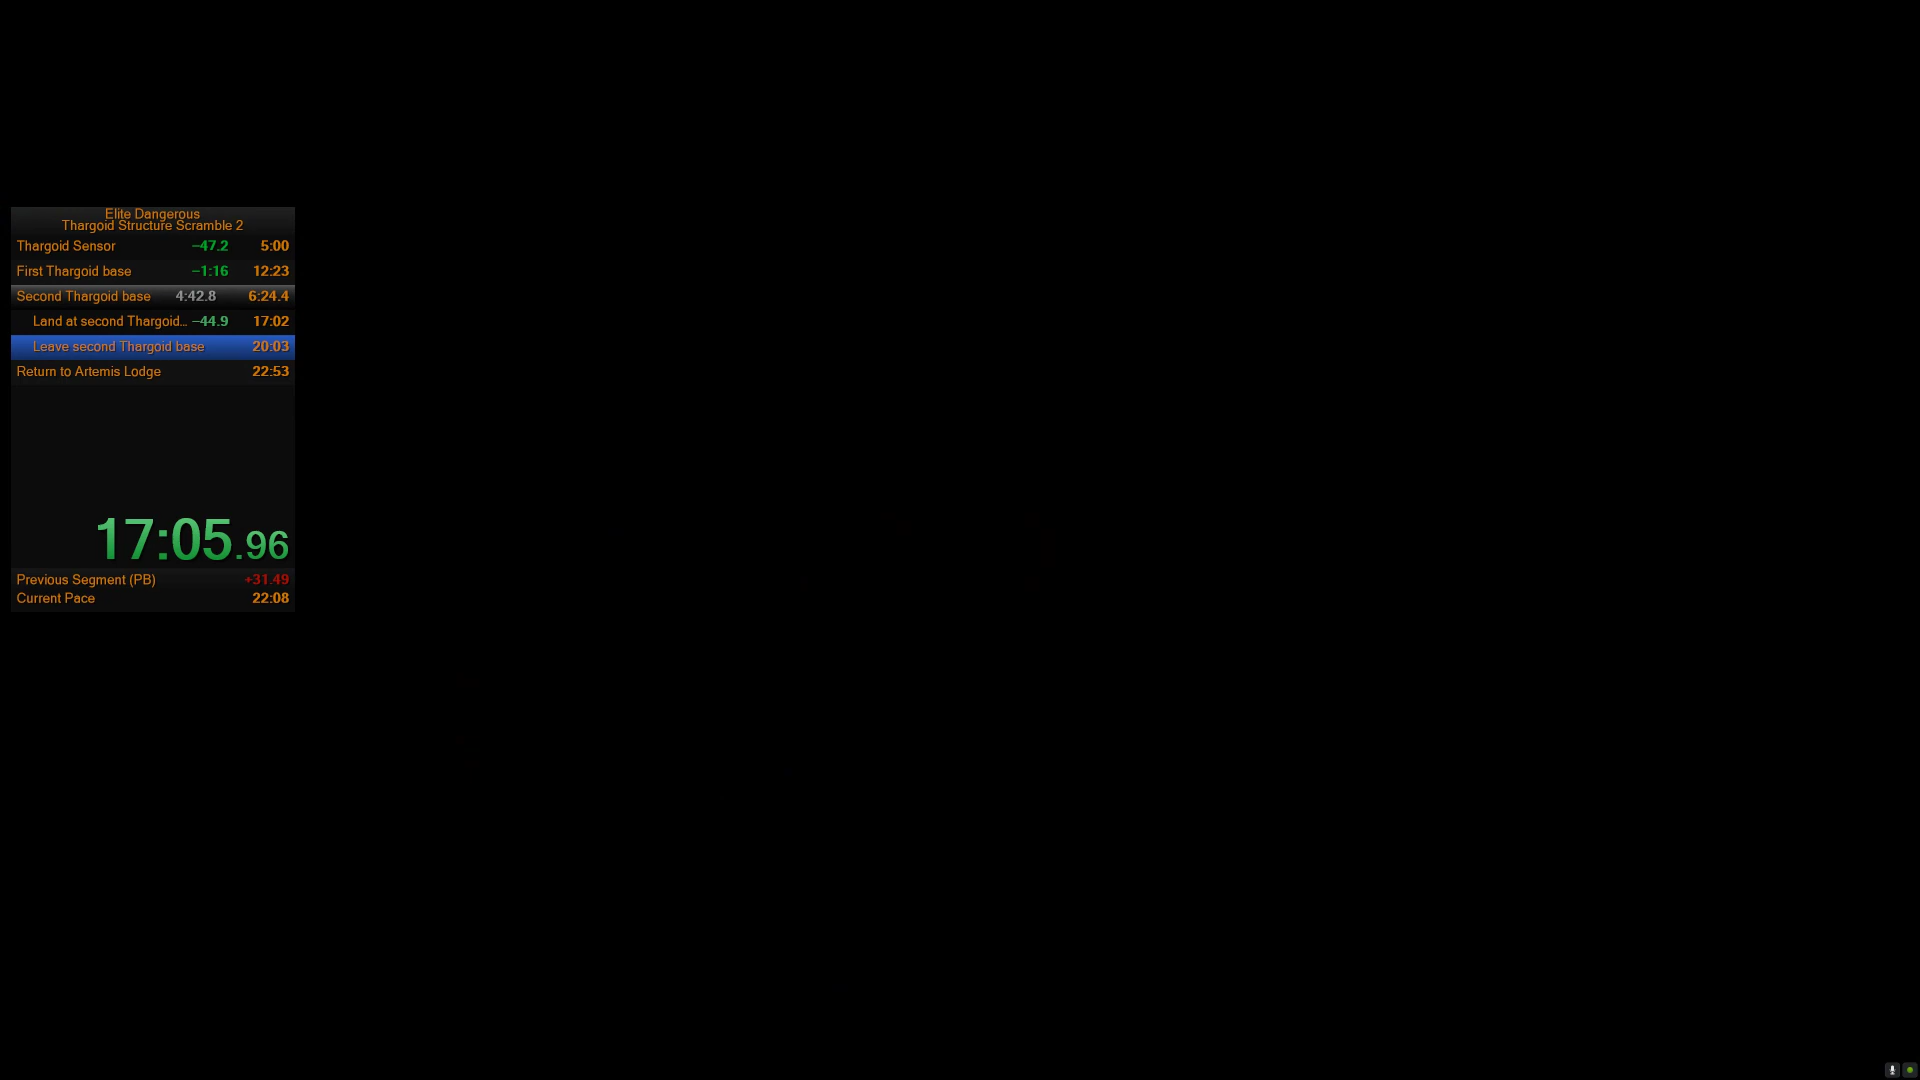 Elite Dangerous
Thargoid Structure Scramble 2
Thargoid Sensor −47.2 5:00
First Thargoid base −1:16 12:23
Second Thargoid base 4:42.8 6:24.4
Land at second Thargoid... −44.9 17:02
Leave second Thargoid base 20:03
Return to Artemis Lodge 22:53
17:05.96
Previous Segment (PB) +31.49
Current Pace 22:08